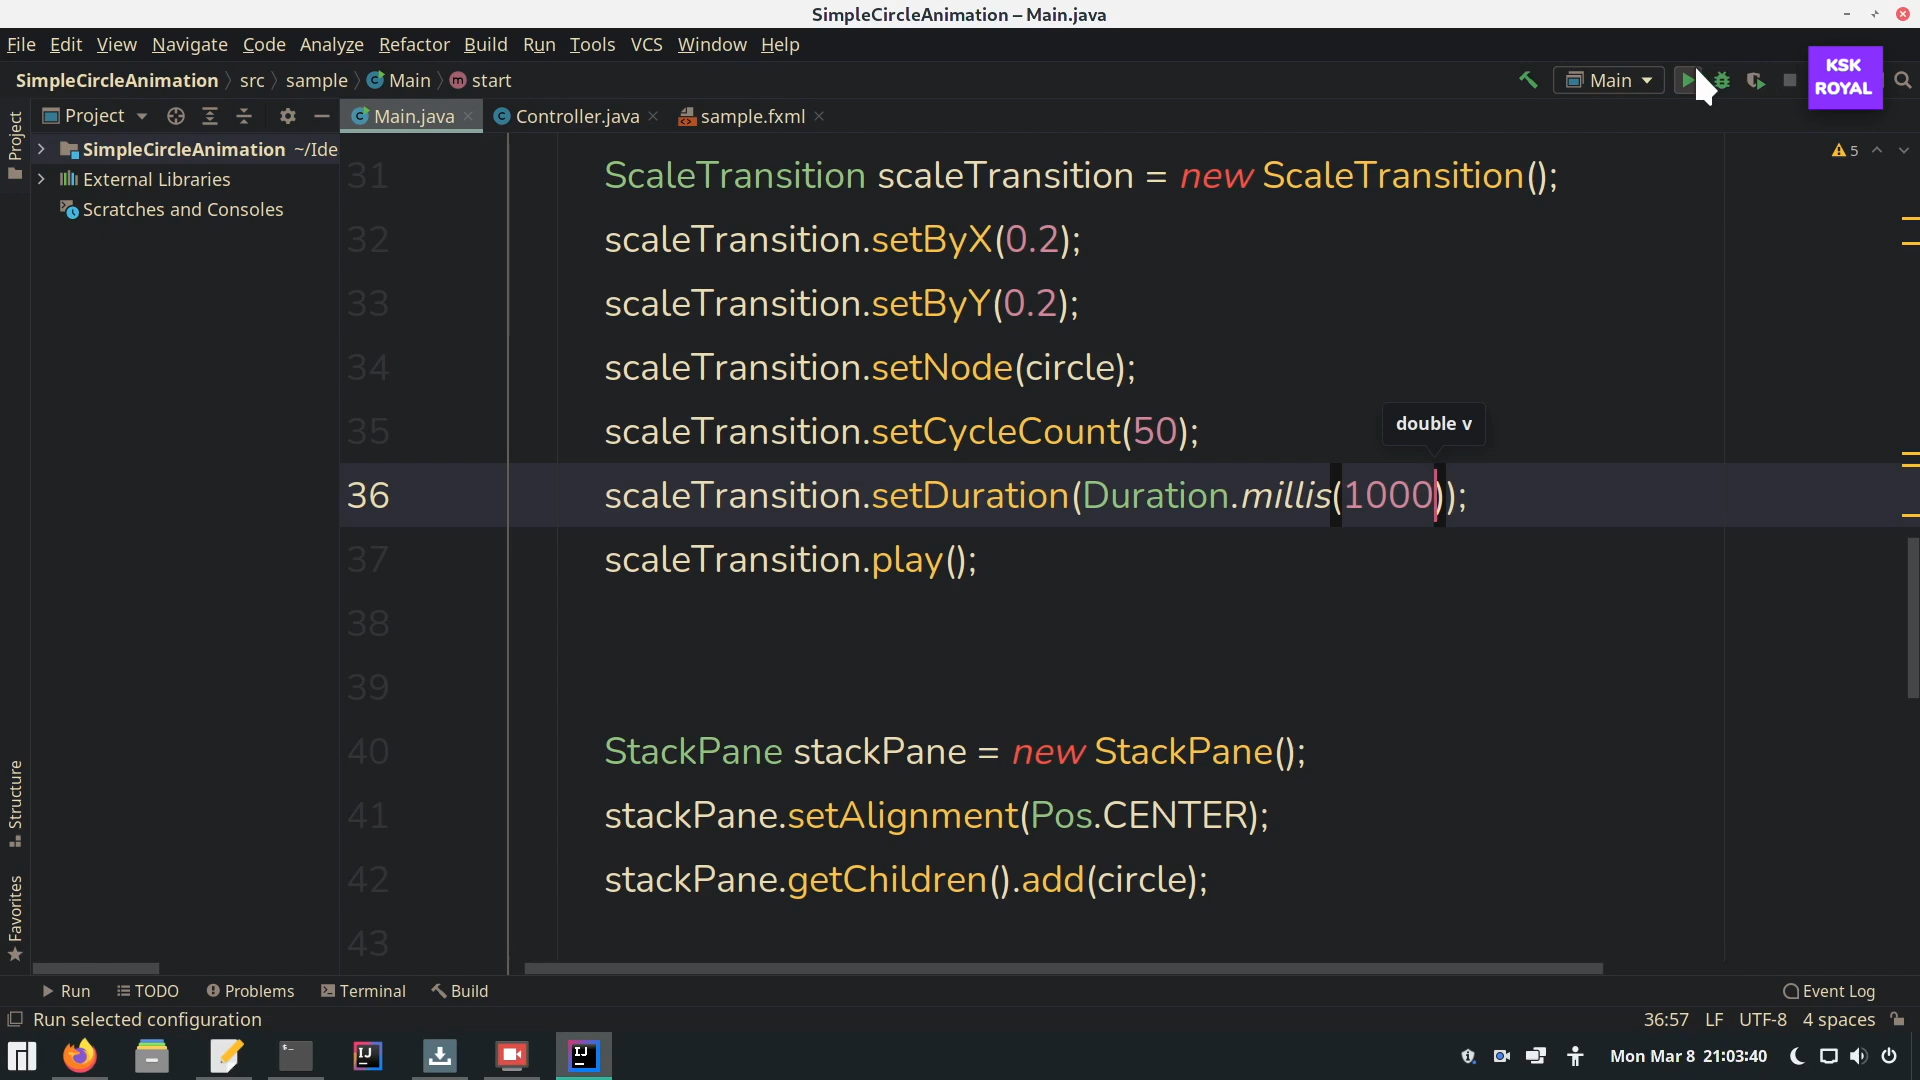 SimpleCircleAnimation – Main.java
File Edit View Navigate Code Analyze Refactor Build Run Tools VCS Window Help
SimpleCircleAnimation src sample Main start
Main
KSK
ROYAL
Project
Main.java
Controller.java
sample.fxml
Project
SimpleCircleAnimation ~/Ide
External Libraries
Scratches and Consoles
5
31 ScaleTransition scaleTransition = new ScaleTransition();
32 scaleTransition.setByX(0.2);
33 scaleTransition.setByY(0.2);
34 scaleTransition.setNode(circle);
35 scaleTransition.setCycleCount(50);
double v
36 scaleTransition.setDuration(Duration.millis(1000));
37 scaleTransition.play();
38
39
40 StackPane stackPane = new StackPane();
41 stackPane.setAlignment(Pos.CENTER);
42 stackPane.getChildren().add(circle);
43
Structure
Favorites
Run TODO Problems Terminal Build Event Log
Run selected configuration 36:57 LF UTF-8 4 spaces
Mon Mar 8 21:03:40